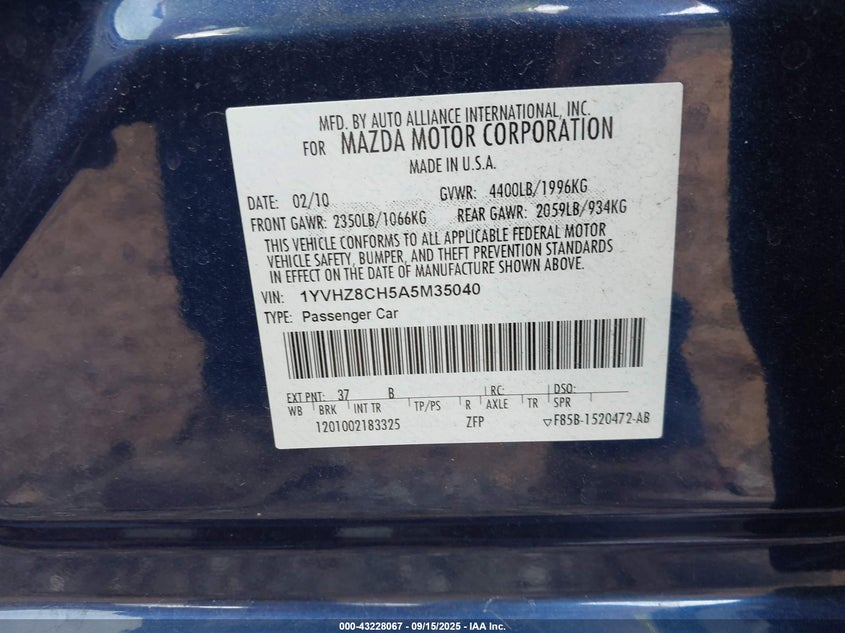 MFD. BY AUTO ALLIANCE INTERNATIONAL, INC.
FOR MAZDA MOTOR CORPORATION
MADE IN U.S.A.
DATE: 02/10 GVWR: 4400LB/1996KG
FRONT GAWR: 2350LB/1066KG REAR GAWR: 2059LB/934KG
THIS VEHICLE CONFORMS TO ALL APPLICABLE FEDERAL MOTOR
VEHICLE SAFETY, BUMPER, AND THEFT PREVENTION STANDARDS
IN EFFECT ON THE DATE OF MANUFACTURE SHOWN ABOVE.
VIN: 1YVHZ8CH5A5M35040
TYPE: Passenger Car
EXT PNT: 37 B RC: DSO:
WB BRK INT TR TP/PS R AXLE TR SPR
1201002183325 ZFP ▽F85B-1520472-AB
000-43228067 - 09/15/2025 - IAA Inc.